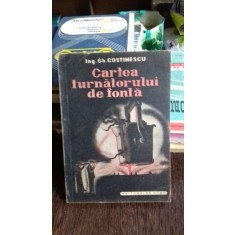 Ing. Gh. COSTINESCU
Cartea
turnătorului
de fontă